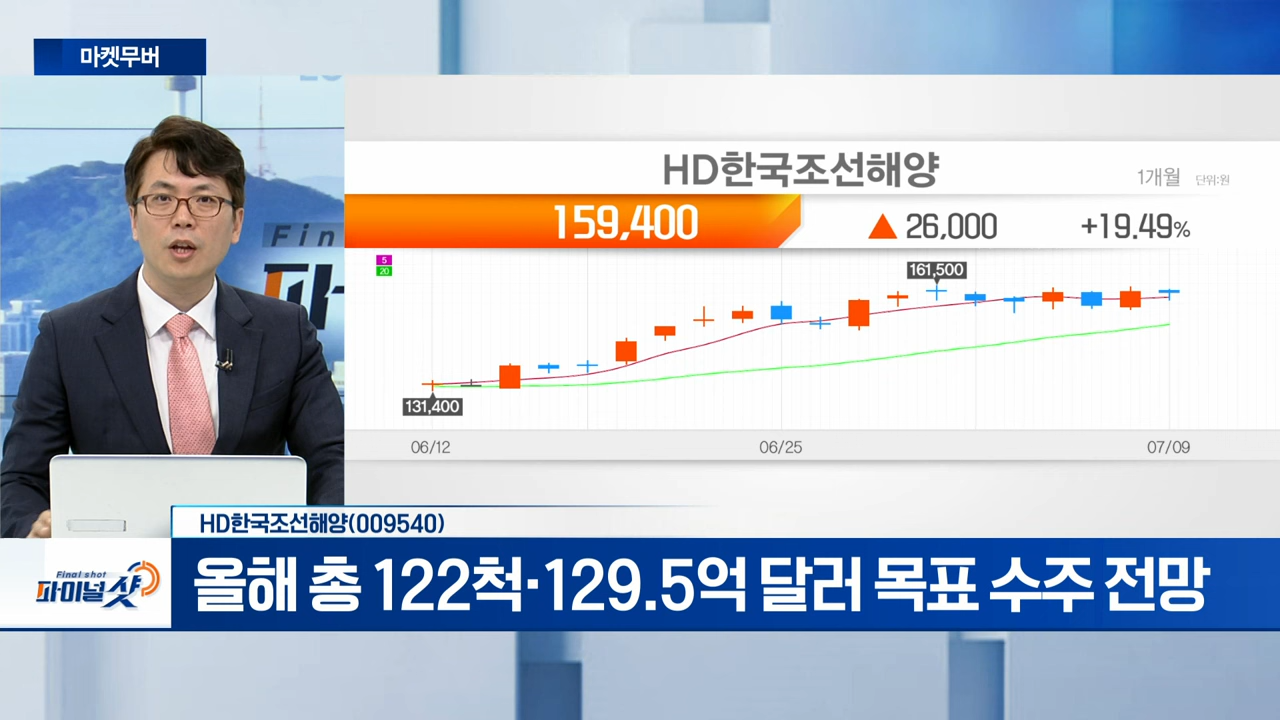 마켓무버
Fin
파
HD한국조선해양
1개월 단위:원
159,400
▲ 26,000
+19.49%
5
20
161,500
131,400
06/12
06/25
07/09
HD한국조선해양(009540)
Final shot
파이널샷
올해 총 122척·129.5억 달러 목표 수주 전망